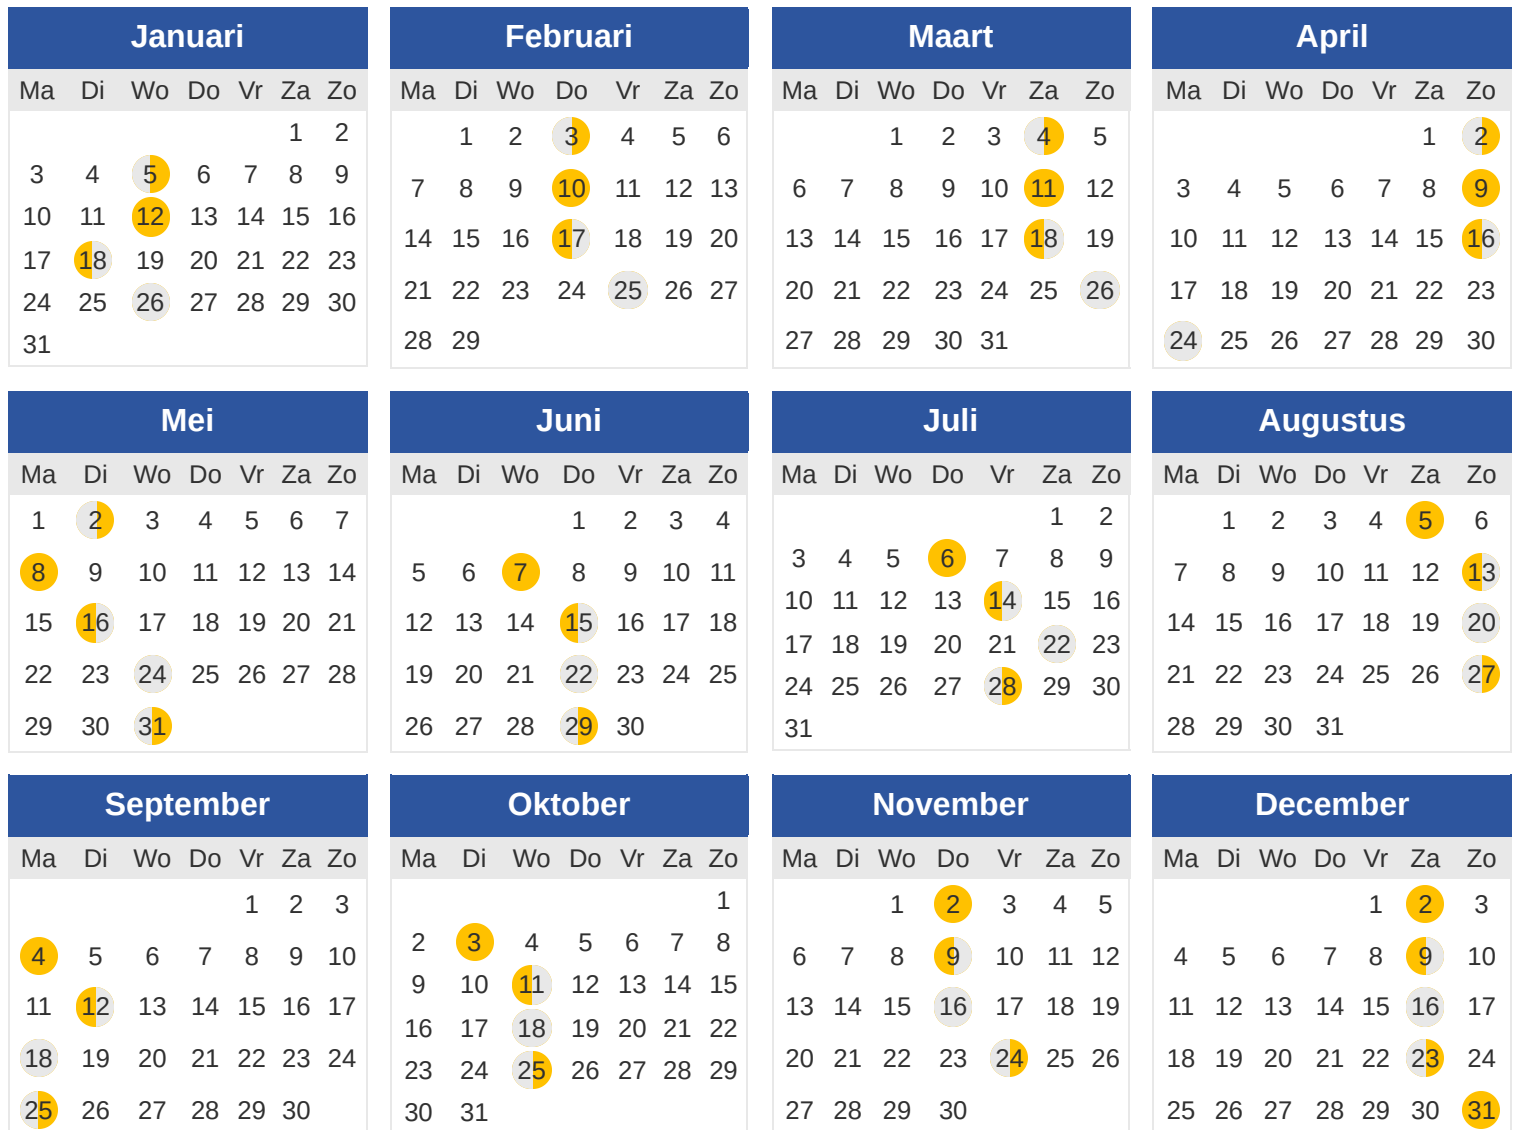 Januari
Ma Di Wo Do Vr Za Zo
1 2
3 4 5 6 7 8 9
10 11 12 13 14 15 16
17 18 19 20 21 22 23
24 25 26 27 28 29 30
31
Februari
Ma Di Wo Do Vr Za Zo
1 2 3 4 5 6
7 8 9 10 11 12 13
14 15 16 17 18 19 20
21 22 23 24 25 26 27
28 29
Maart
Ma Di Wo Do Vr Za Zo
1 2 3 4 5
6 7 8 9 10 11 12
13 14 15 16 17 18 19
20 21 22 23 24 25 26
27 28 29 30 31
April
Ma Di Wo Do Vr Za Zo
1 2
3 4 5 6 7 8 9
10 11 12 13 14 15 16
17 18 19 20 21 22 23
24 25 26 27 28 29 30
Mei
Ma Di Wo Do Vr Za Zo
1 2 3 4 5 6 7
8 9 10 11 12 13 14
15 16 17 18 19 20 21
22 23 24 25 26 27 28
29 30 31
Juni
Ma Di Wo Do Vr Za Zo
1 2 3 4
5 6 7 8 9 10 11
12 13 14 15 16 17 18
19 20 21 22 23 24 25
26 27 28 29 30
Juli
Ma Di Wo Do Vr Za Zo
1 2
3 4 5 6 7 8 9
10 11 12 13 14 15 16
17 18 19 20 21 22 23
24 25 26 27 28 29 30
31
Augustus
Ma Di Wo Do Vr Za Zo
1 2 3 4 5 6
7 8 9 10 11 12 13
14 15 16 17 18 19 20
21 22 23 24 25 26 27
28 29 30 31
September
Ma Di Wo Do Vr Za Zo
1 2 3
4 5 6 7 8 9 10
11 12 13 14 15 16 17
18 19 20 21 22 23 24
25 26 27 28 29 30
Oktober
Ma Di Wo Do Vr Za Zo
1
2 3 4 5 6 7 8
9 10 11 12 13 14 15
16 17 18 19 20 21 22
23 24 25 26 27 28 29
30 31
November
Ma Di Wo Do Vr Za Zo
1 2 3 4 5
6 7 8 9 10 11 12
13 14 15 16 17 18 19
20 21 22 23 24 25 26
27 28 29 30
December
Ma Di Wo Do Vr Za Zo
1 2 3
4 5 6 7 8 9 10
11 12 13 14 15 16 17
18 19 20 21 22 23 24
25 26 27 28 29 30 31